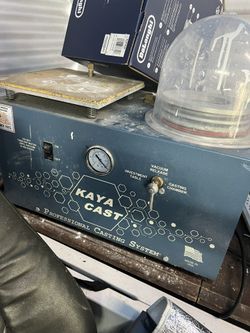 VACUUM
RELEASE
INVESTMENT
TABLE
CASTING
CHAMBER
KAYA
CAST
PROFESSIONAL CASTING SYSTEM